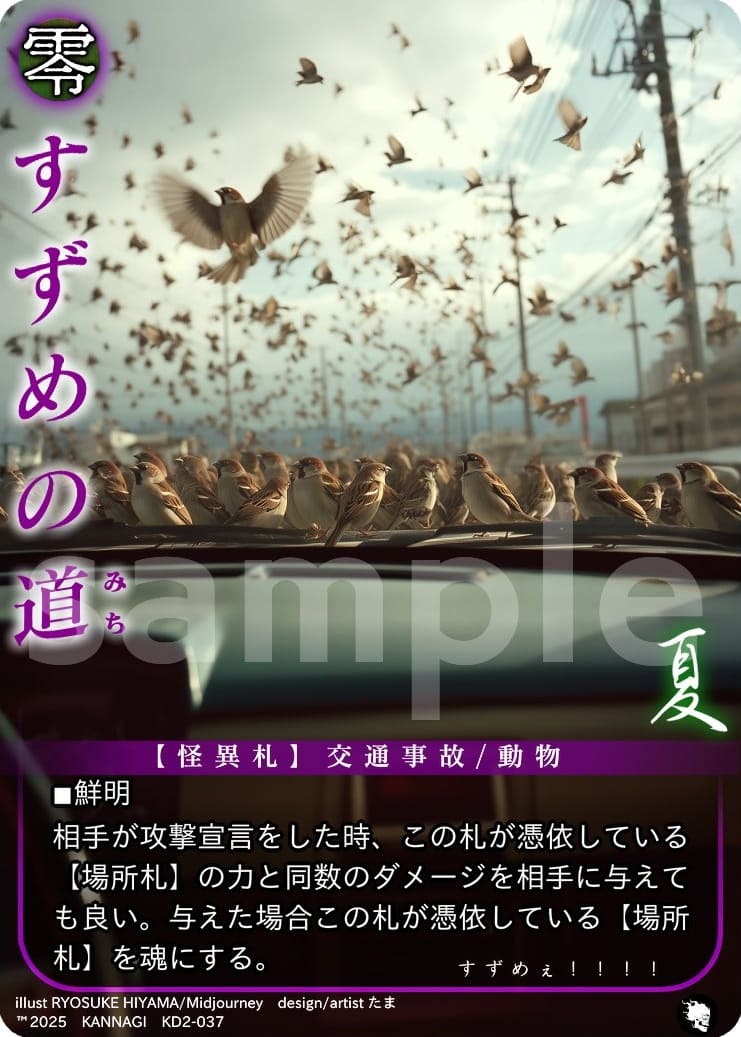 零
すずめの道
みち
sample
夏
【怪異札】交通事故/動物
■鮮明
相手が攻撃宣言をした時、この札が憑依している
【場所札】の力と同数のダメージを相手に与えて
も良い。与えた場合この札が憑依している【場所
札】を魂にする。
すずめぇ！！！！
illust RYOSUKE HIYAMA/Midjourney design/artist たま
™2025 KANNAGI KD2-037